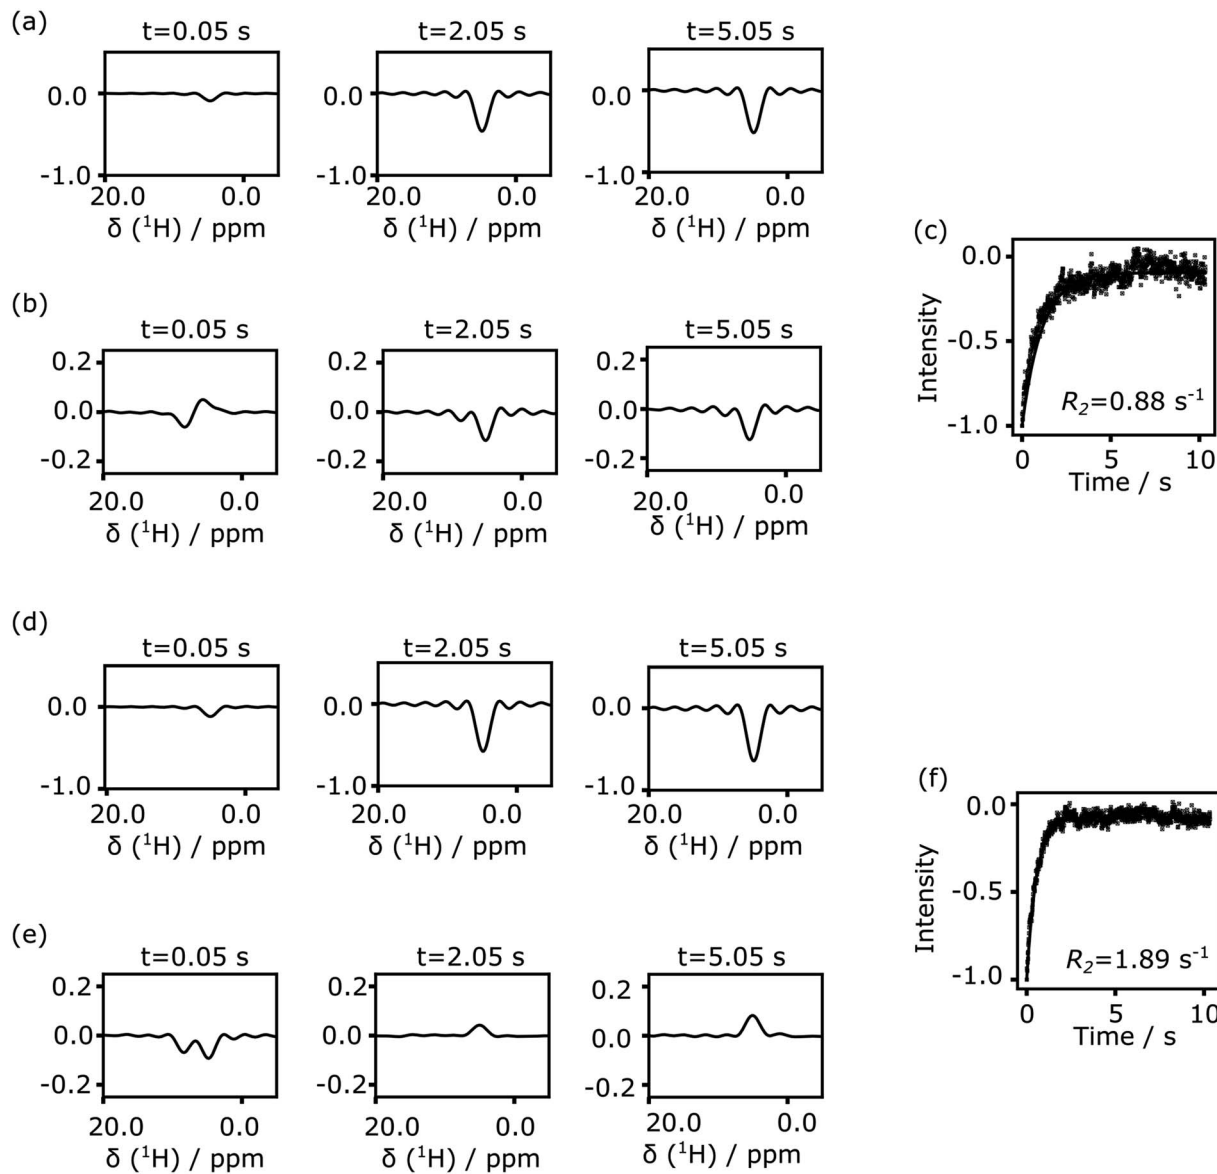 (a)
t=0.05 s t=2.05 s t=5.05 s
0.0 0.0 0.0
-1.0 -1.0 -1.0
20.0 0.0 20.0 0.0 20.0 0.0
δ (¹H) / ppm δ (¹H) / ppm δ (¹H) / ppm
(b)
t=0.05 s t=2.05 s t=5.05 s
0.2 0.2 0.2
0.0 0.0 0.0
-0.2 -0.2 -0.2
20.0 0.0 20.0 0.0 20.0 0.0
δ (¹H) / ppm δ (¹H) / ppm δ (¹H) / ppm
(c)
0.0
-0.5
-1.0
Intensity
R₂=0.88 s⁻¹
0 5 10
Time / s
(d)
t=0.05 s t=2.05 s t=5.05 s
0.0 0.0 0.0
-1.0 -1.0 -1.0
20.0 0.0 20.0 0.0 20.0 0.0
δ (¹H) / ppm δ (¹H) / ppm δ (¹H) / ppm
(e)
t=0.05 s t=2.05 s t=5.05 s
0.2 0.2 0.2
0.0 0.0 0.0
-0.2 -0.2 -0.2
20.0 0.0 20.0 0.0 20.0 0.0
δ (¹H) / ppm δ (¹H) / ppm δ (¹H) / ppm
(f)
0.0
-0.5
-1.0
Intensity
R₂=1.89 s⁻¹
0 5 10
Time / s